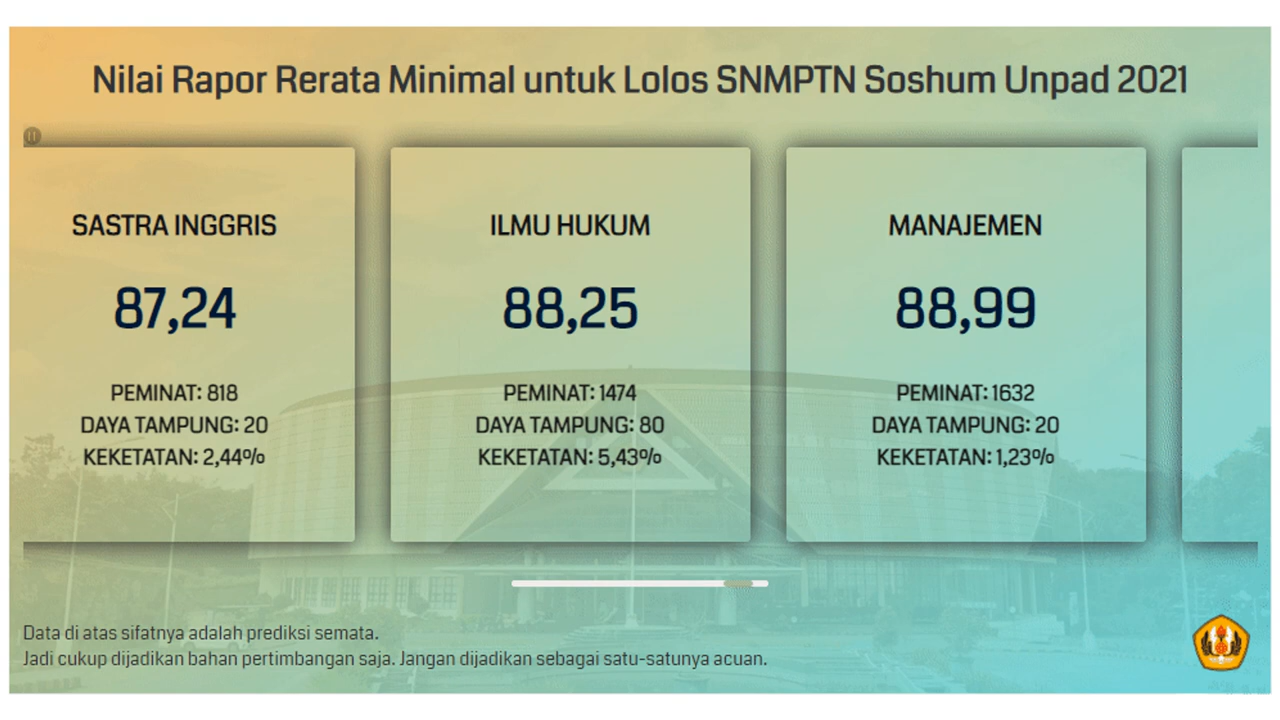 Nilai Rapor Rerata Minimal untuk Lolos SNMPTN Soshum Unpad 2021
SASTRA INGGRIS
87,24
PEMINAT: 818
DAYA TAMPUNG: 20
KEKETATAN: 2,44%
ILMU HUKUM
88,25
PEMINAT: 1474
DAYA TAMPUNG: 80
KEKETATAN: 5,43%
MANAJEMEN
88,99
PEMINAT: 1632
DAYA TAMPUNG: 20
KEKETATAN: 1,23%
Data di atas sifatnya adalah prediksi semata.
Jadi cukup dijadikan bahan pertimbangan saja. Jangan dijadikan sebagai satu-satunya acuan.